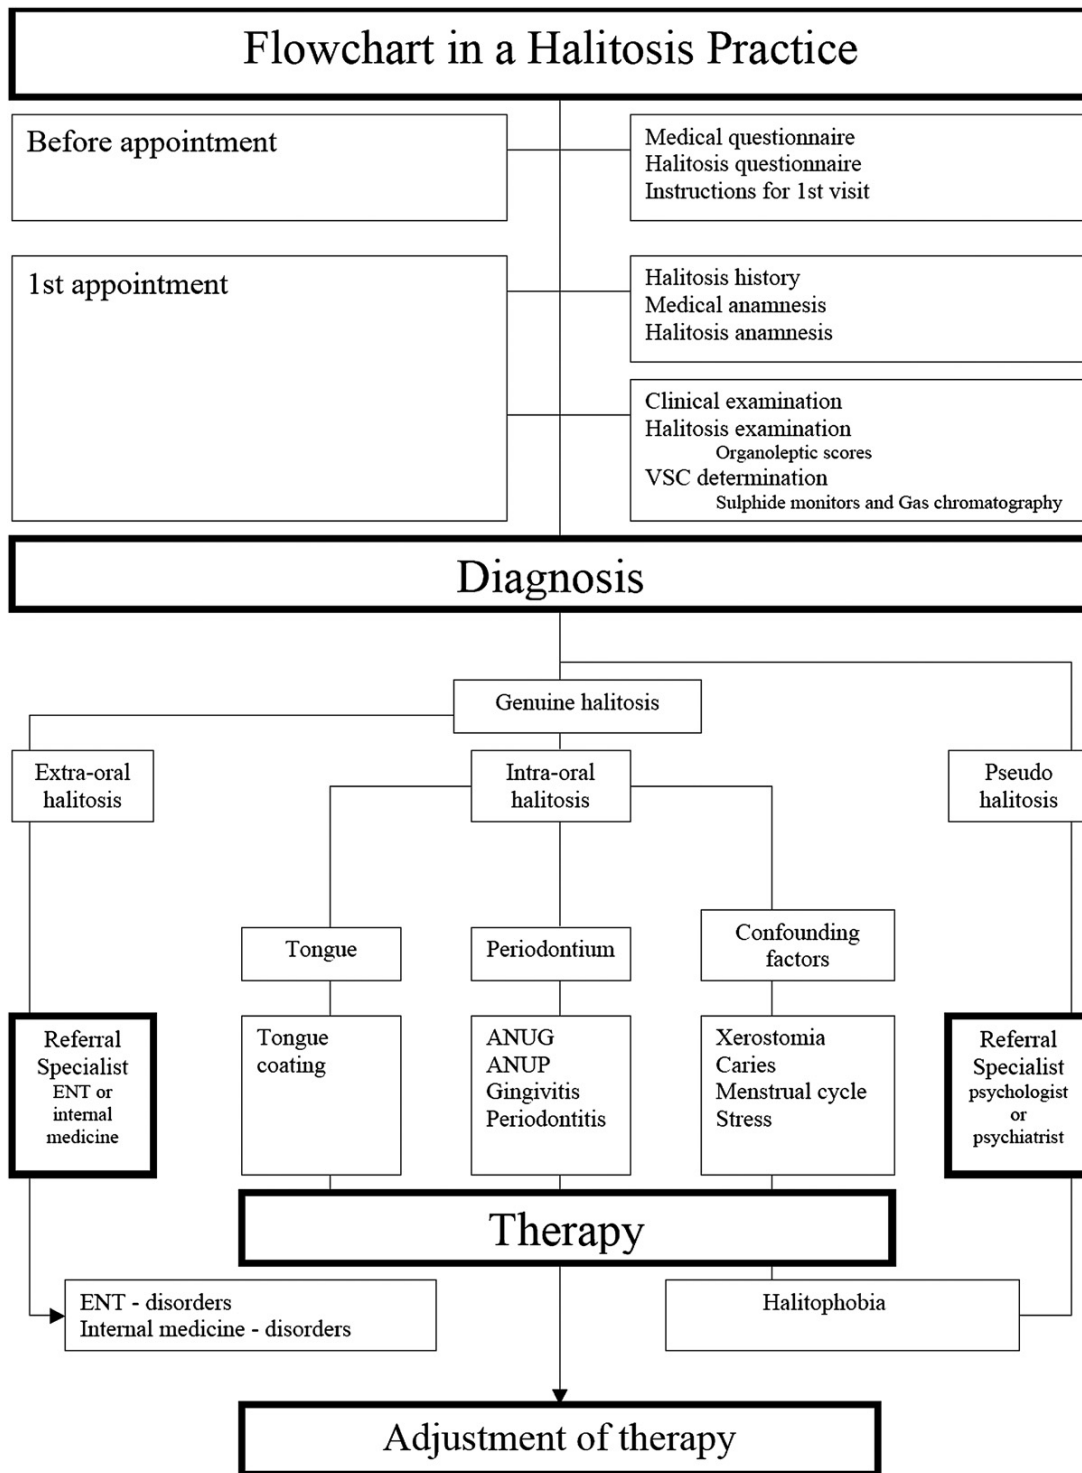 Flowchart in a Halitosis Practice
Before appointment
Medical questionnaire
Halitosis questionnaire
Instructions for 1st visit
1st appointment
Halitosis history
Medical anamnesis
Halitosis anamnesis
Clinical examination
Halitosis examination
Organoleptic scores
VSC determination
Sulphide monitors and Gas chromatography
Diagnosis
Genuine halitosis
Extra-oral
halitosis
Intra-oral
halitosis
Pseudo
halitosis
Tongue
Periodontium
Confounding
factors
Referral
Specialist
ENT or
internal
medicine
Tongue
coating
ANUG
ANUP
Gingivitis
Periodontitis
Xerostomia
Caries
Menstrual cycle
Stress
Referral
Specialist
psychologist
or
psychiatrist
Therapy
ENT - disorders
Internal medicine - disorders
Halitophobia
Adjustment of therapy